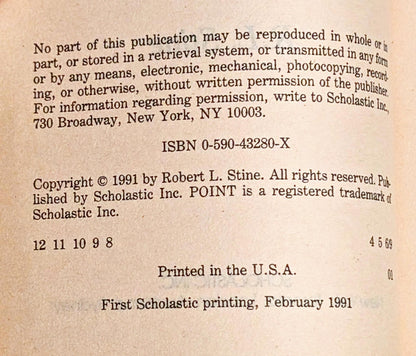 No part of this publication may be reproduced in whole or in
part, or stored in a retrieval system, or transmitted in any form
or by any means, electronic, mechanical, photocopying, record-
ing, or otherwise, without written permission of the publisher.
For information regarding permission, write to Scholastic Inc.,
730 Broadway, New York, NY 10003.
ISBN 0-590-43280-X
Copyright © 1991 by Robert L. Stine. All rights reserved. Pub-
lished by Scholastic Inc. POINT is a registered trademark of
Scholastic Inc.
12 11 10 9 8 4 5 6/9
Printed in the U.S.A. 01
First Scholastic printing, February 1991